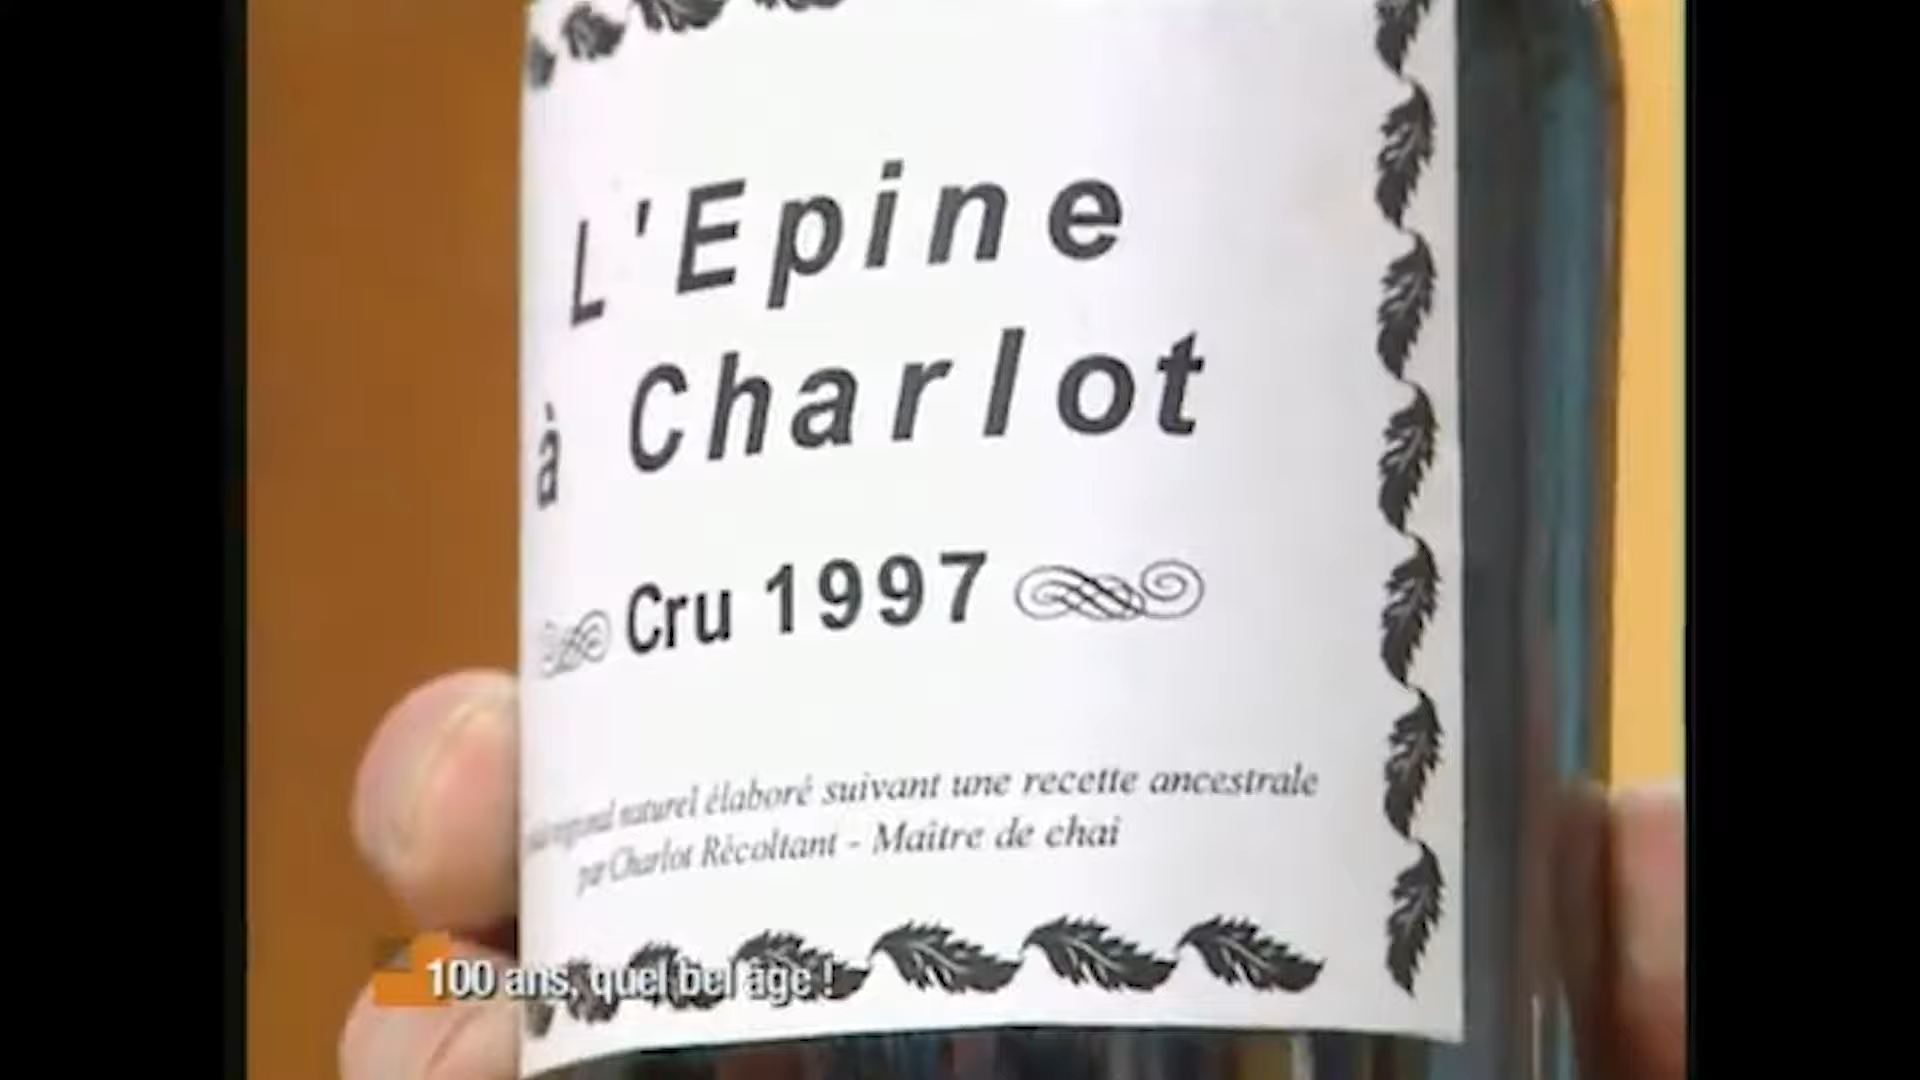 L'Epine
à Charlot
Cru 1997
naturel élaboré suivant une recette ancestrale
par Charlot Récoltant - Maître de chai
100 ans, quel bel âge !